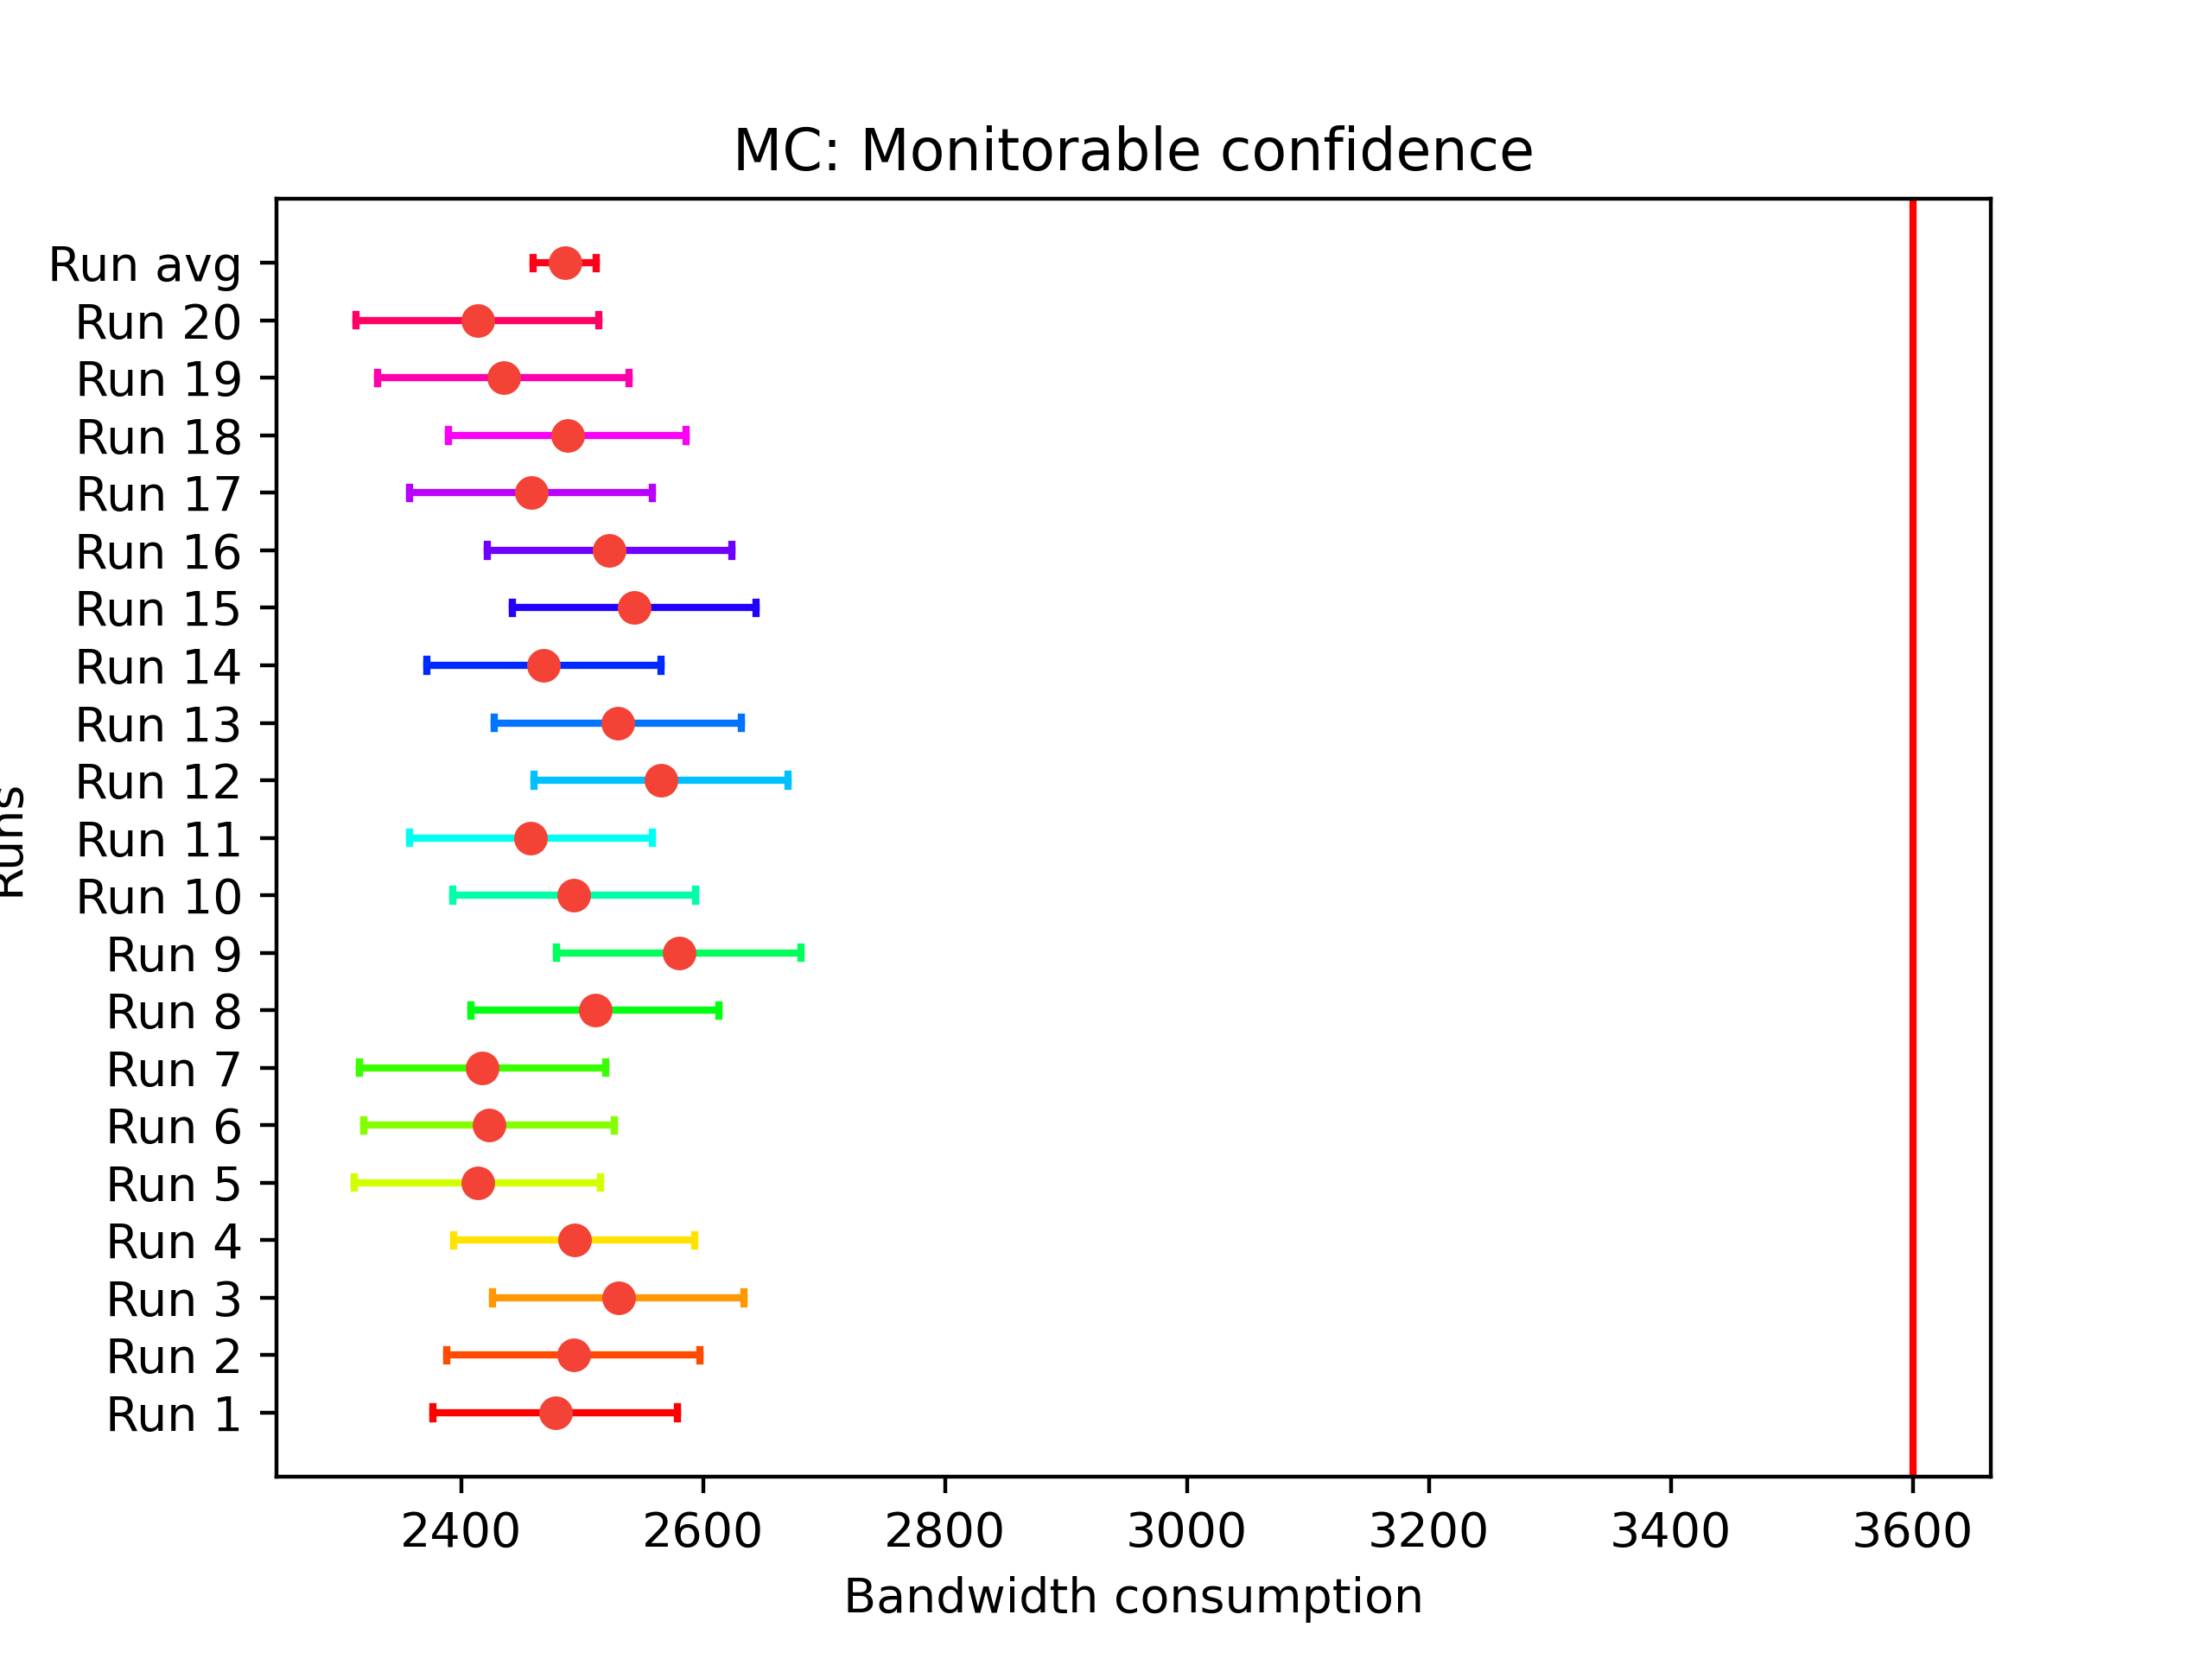 MC: Monitorable confidence
Run avg
Run 20
Run 19
Run 18
Run 17
Run 16
Run 15
Run 14
Run 13
Run 12
Run 11
Run 10
Run 9
Run 8
Run 7
Run 6
Run 5
Run 4
Run 3
Run 2
Run 1
Runs
2400 2600 2800 3000 3200 3400 3600
Bandwidth consumption